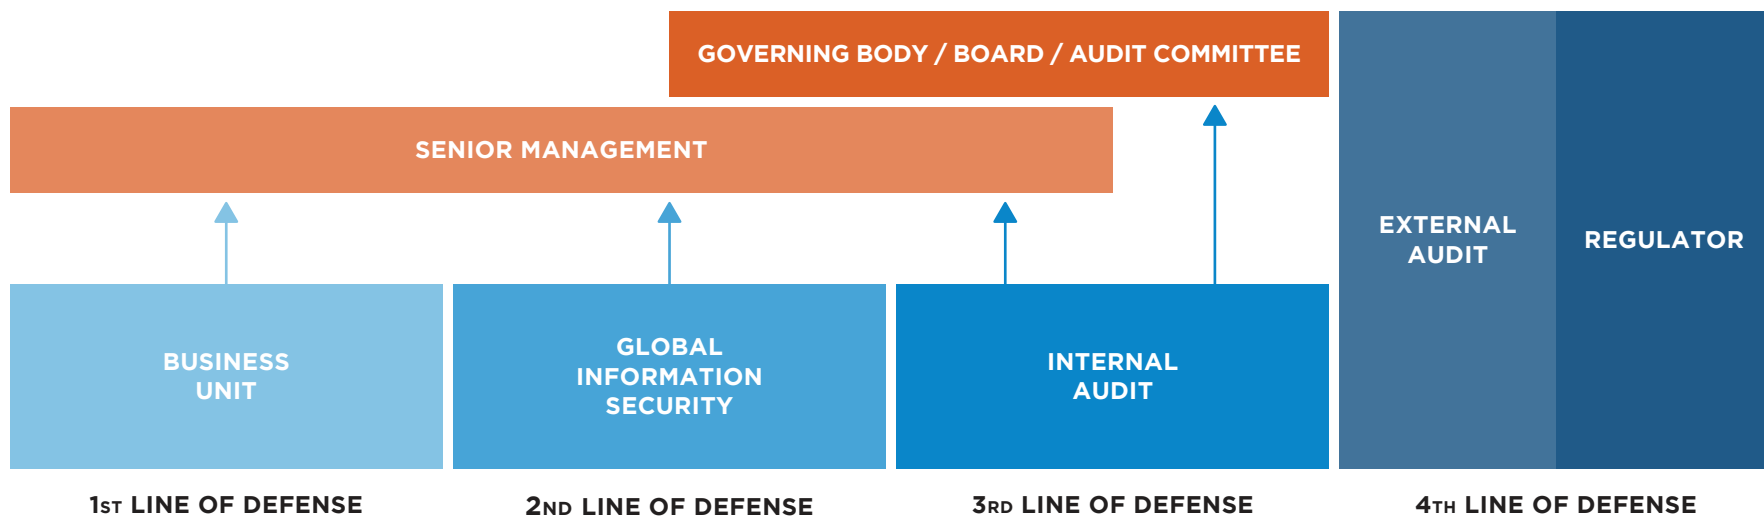 GOVERNING BODY / BOARD / AUDIT COMMITTEE
SENIOR MANAGEMENT
EXTERNAL
AUDIT
REGULATOR
BUSINESS
UNIT
GLOBAL
INFORMATION
SECURITY
INTERNAL
AUDIT
1ST LINE OF DEFENSE
2ND LINE OF DEFENSE
3RD LINE OF DEFENSE
4TH LINE OF DEFENSE